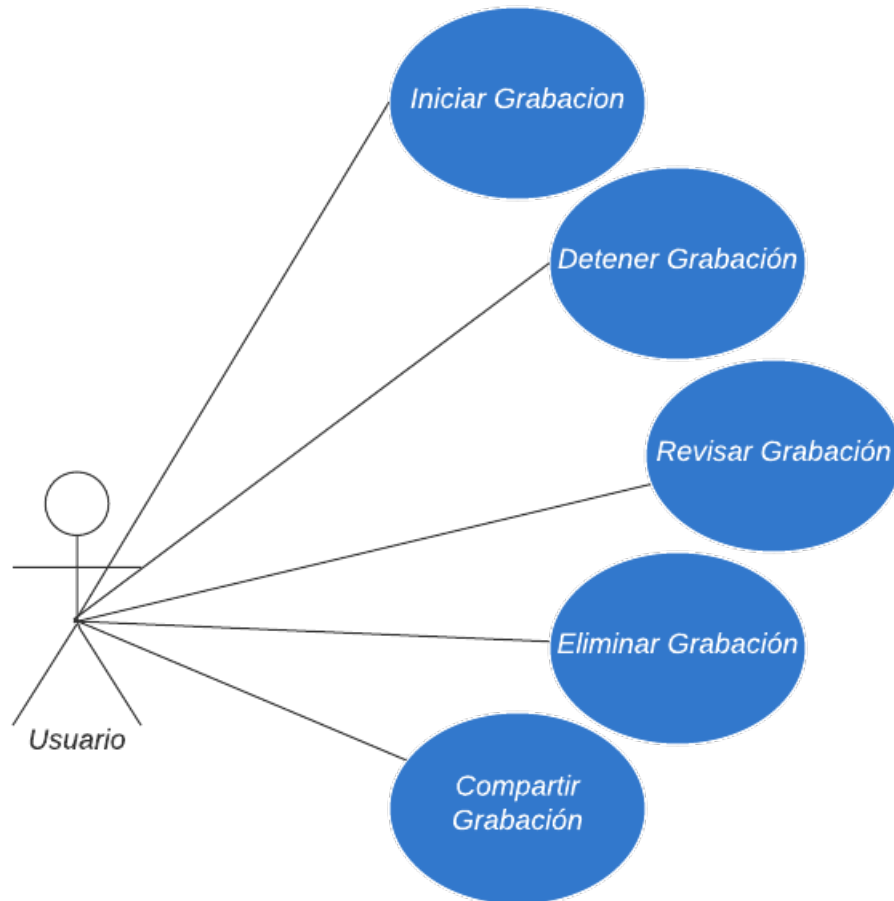 Iniciar Grabacion
Detener Grabación
Revisar Grabación
Eliminar Grabación
Usuario
Compartir
Grabación